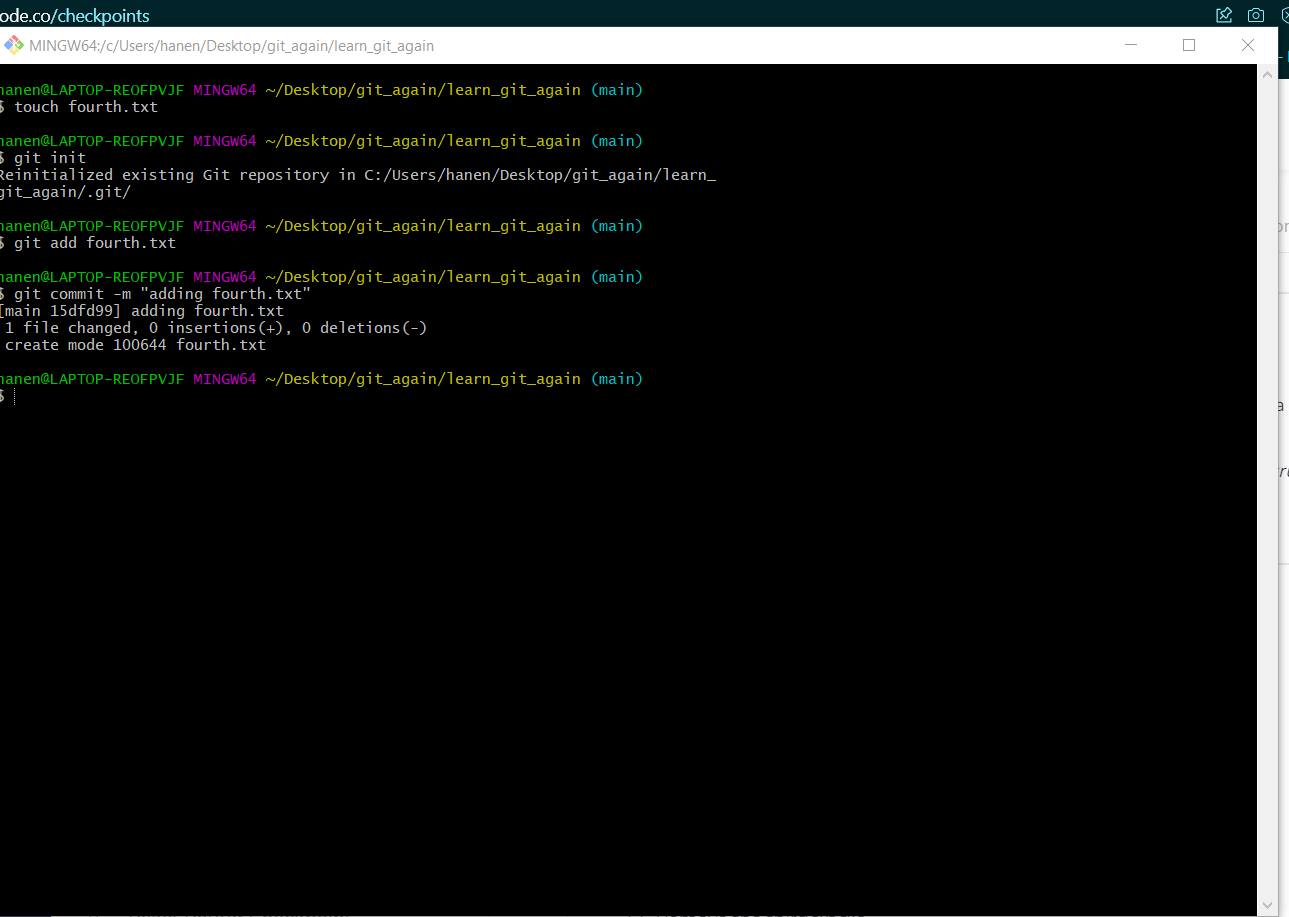 ode.co/checkpoints
MINGW64:/c/Users/hanen/Desktop/git_again/learn_git_again
hanen@LAPTOP-REOFPVJF MINGW64 ~/Desktop/git_again/learn_git_again (main)
$ touch fourth.txt
hanen@LAPTOP-REOFPVJF MINGW64 ~/Desktop/git_again/learn_git_again (main)
$ git init
Reinitialized existing Git repository in C:/Users/hanen/Desktop/git_again/learn_
git_again/.git/
hanen@LAPTOP-REOFPVJF MINGW64 ~/Desktop/git_again/learn_git_again (main)
$ git add fourth.txt
hanen@LAPTOP-REOFPVJF MINGW64 ~/Desktop/git_again/learn_git_again (main)
$ git commit -m "adding fourth.txt"
[main 15dfd99] adding fourth.txt
1 file changed, 0 insertions(+), 0 deletions(-)
create mode 100644 fourth.txt
hanen@LAPTOP-REOFPVJF MINGW64 ~/Desktop/git_again/learn_git_again (main)
$